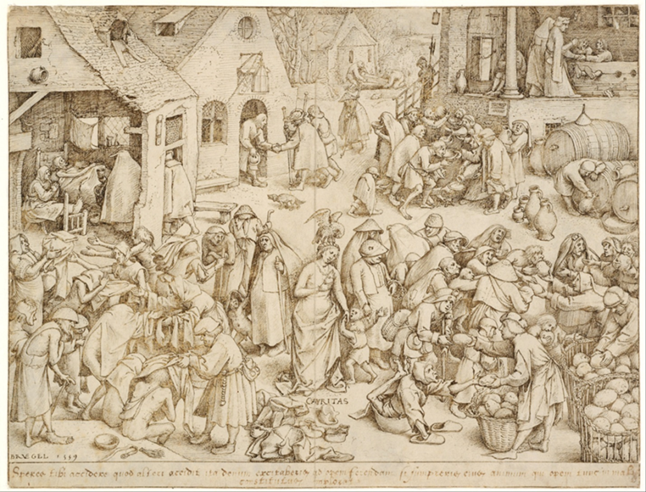 CARITAS
BRVEGEL 1559
Speres tibi accidere quod alteri accidit ita demum excitaberis ad opem ferendam si sumpseris eius animum qui opem tunc in malis
constitutus implorat